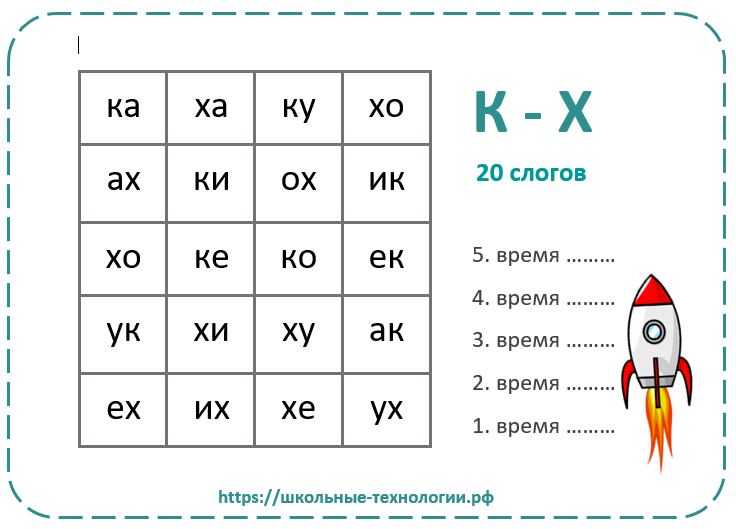 ка ха ку хо
ах ки ох ик
хо ке ко ек
ук хи ху ак
ех их хе ух
К - Х
20 слогов
5. время ………
4. время ………
3. время ………
2. время ………
1. время ………
https://школьные-технологии.рф